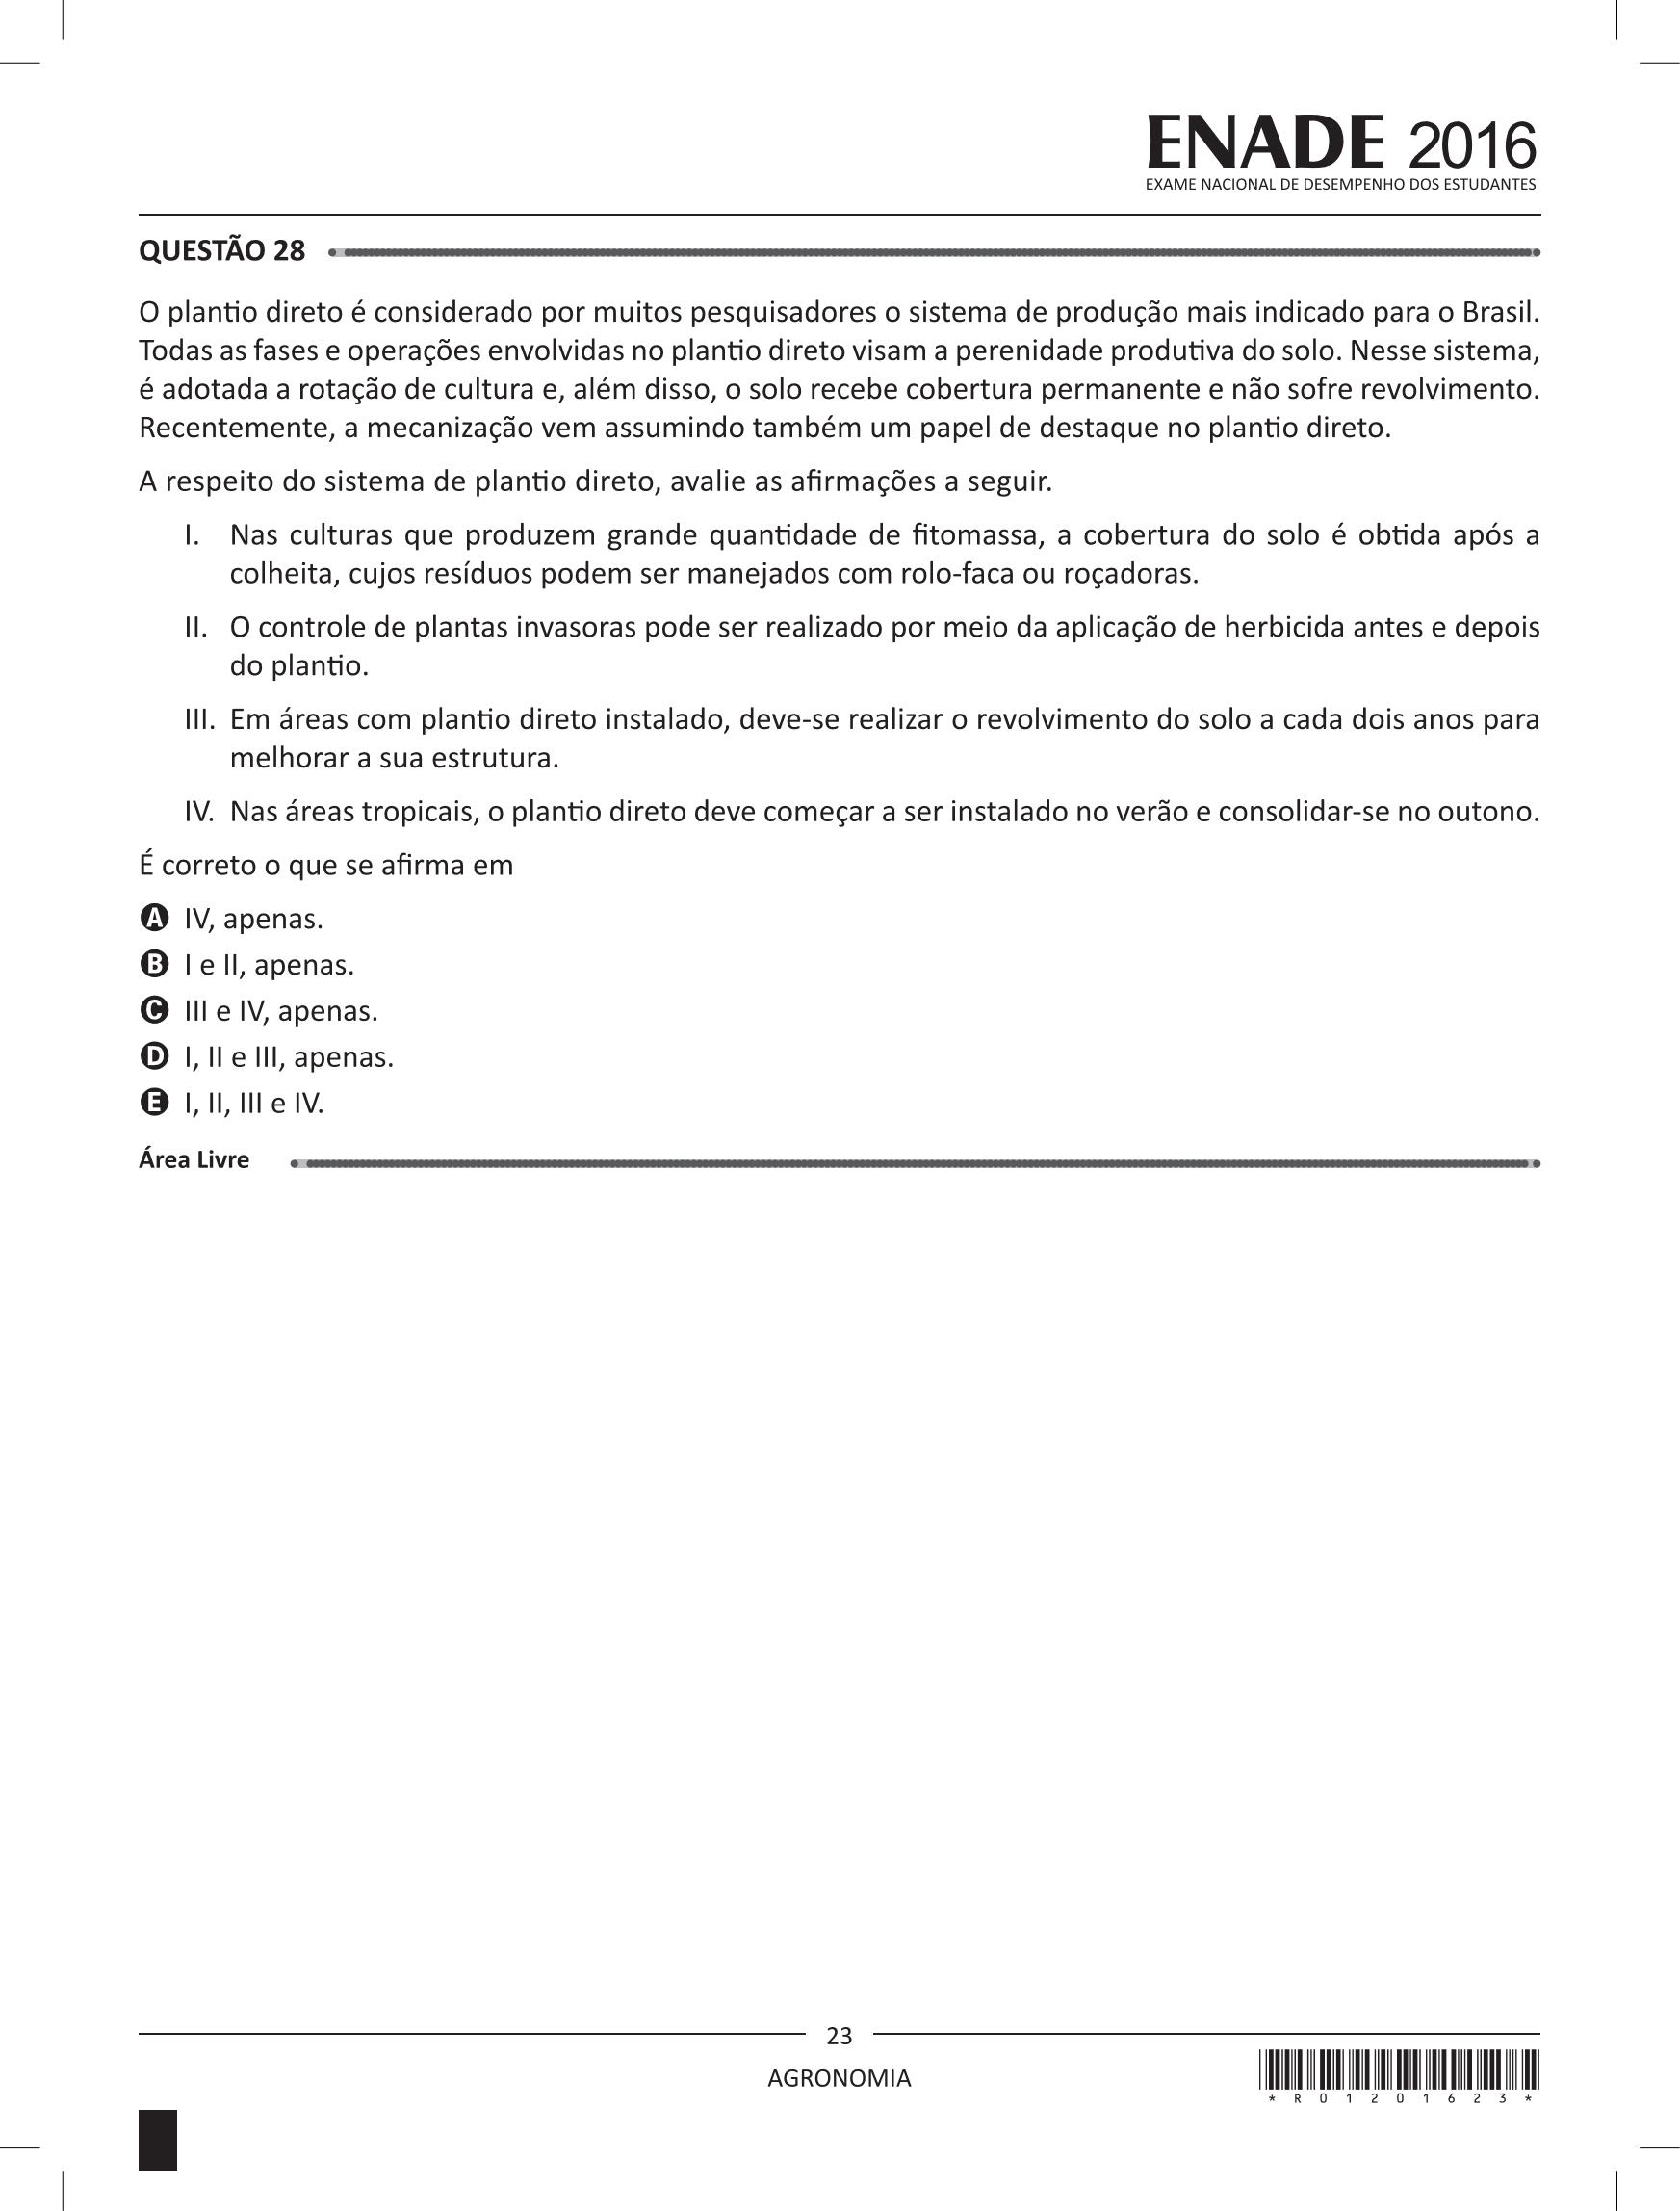 ENADE 2016
EXAME NACIONAL DE DESEMPENHO DOS ESTUDANTES
QUESTÃO 28
O plantio direto é considerado por muitos pesquisadores o sistema de produção mais indicado para o Brasil.
Todas as fases e operações envolvidas no plantio direto visam a perenidade produtiva do solo. Nesse sistema,
é adotada a rotação de cultura e, além disso, o solo recebe cobertura permanente e não sofre revolvimento.
Recentemente, a mecanização vem assumindo também um papel de destaque no plantio direto.
A respeito do sistema de plantio direto, avalie as afirmações a seguir.
I. Nas culturas que produzem grande quantidade de fitomassa, a cobertura do solo é obtida após a
colheita, cujos resíduos podem ser manejados com rolo-faca ou roçadoras.
II. O controle de plantas invasoras pode ser realizado por meio da aplicação de herbicida antes e depois
do plantio.
III. Em áreas com plantio direto instalado, deve-se realizar o revolvimento do solo a cada dois anos para
melhorar a sua estrutura.
IV. Nas áreas tropicais, o plantio direto deve começar a ser instalado no verão e consolidar-se no outono.
É correto o que se afirma em
A IV, apenas.
B I e II, apenas.
C III e IV, apenas.
D I, II e III, apenas.
E I, II, III e IV.
Área Livre
23
AGRONOMIA
* R 0 1 2 0 1 6 2 3 *